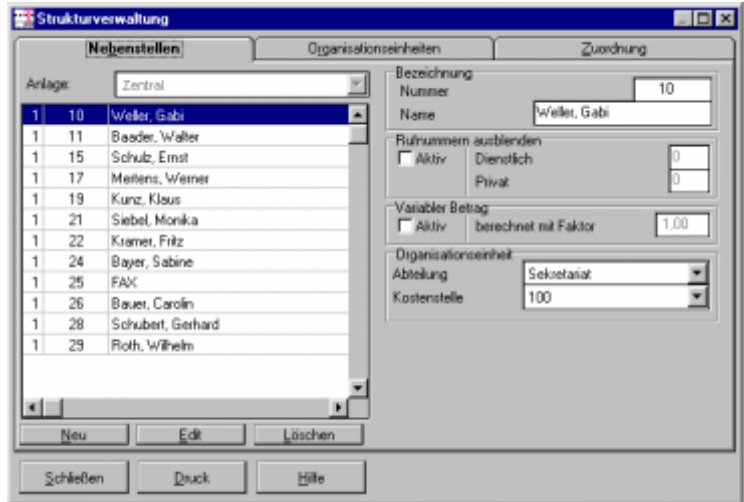 Strukturverwaltung
Nebenstellen Organisationseinheiten Zuordnung
Anlage: Zentral
1 10 Weller, Gabi
1 11 Baader, Walter
1 15 Schulz, Ernst
1 17 Mertens, Werner
1 19 Kunz, Klaus
1 21 Siebel, Monika
1 22 Kramer, Fritz
1 24 Bayer, Sabine
1 25 FAX
1 26 Bauer, Carolin
1 28 Schubert, Gerhard
1 29 Roth, Wilhelm
Neu Edit Löschen
Bezeichnung
Nummer 10
Name Weller, Gabi
Rufnummern ausblenden
Aktiv Dienstlich 0
Privat 0
Variabler Betrag
Aktiv berechnet mit Faktor 1,00
Organisationseinheit
Abteilung Sekretariat
Kostenstelle 100
Schließen Druck Hilfe